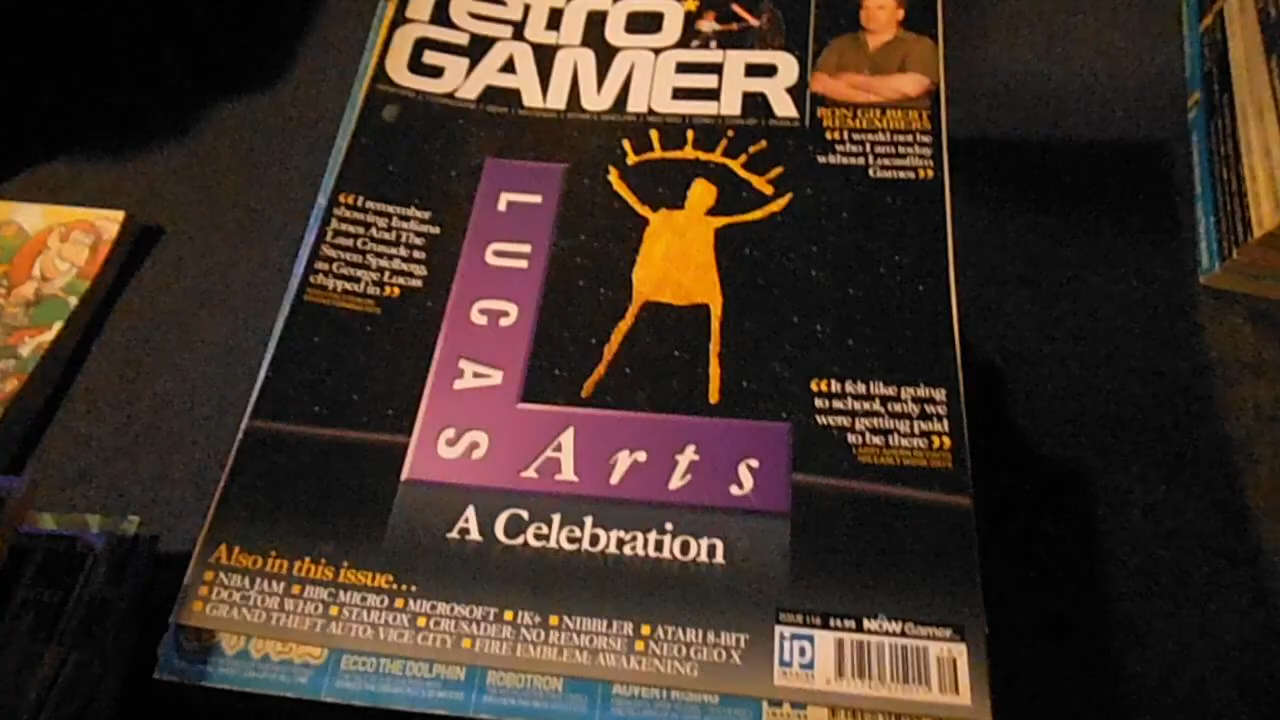 retro
GAMER
RON GILBERT
REMEMBERS
“I would not be
who I am today
without Lucasfilm
Games”
“I remember
showing Indiana
Jones And The
Last Crusade to
Steven Spielberg,
as George Lucas
chipped in”
LUCAS
Arts
“It felt like going
to school, only we
were getting paid
to be there”
A Celebration
Also in this issue...
NBA JAM ■ BBC MICRO ■ MICROSOFT ■ IK+ ■ NIBBLER ■ ATARI 8-BIT
DOCTOR WHO ■ STARFOX ■ CRUSADER: NO REMORSE ■ NEO GEO X
GRAND THEFT AUTO: VICE CITY ■ FIRE EMBLEM: AWAKENING
NOW Gamer
ip
ECCO THE DOLPHIN
ROBOTRON
ADVENT RISING